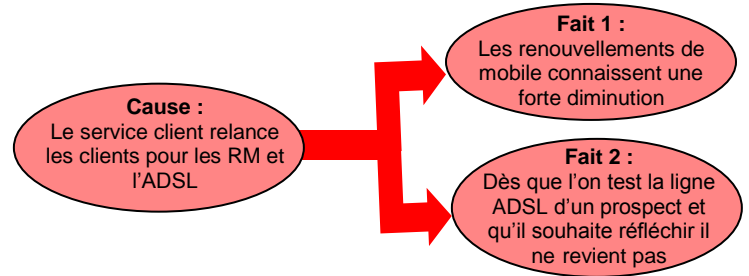 Cause :
Le service client relance
les clients pour les RM et
l’ADSL
Fait 1 :
Les renouvellements de
mobile connaissent une
forte diminution
Fait 2 :
Dès que l’on test la ligne
ADSL d’un prospect et
qu’il souhaite réfléchir il
ne revient pas